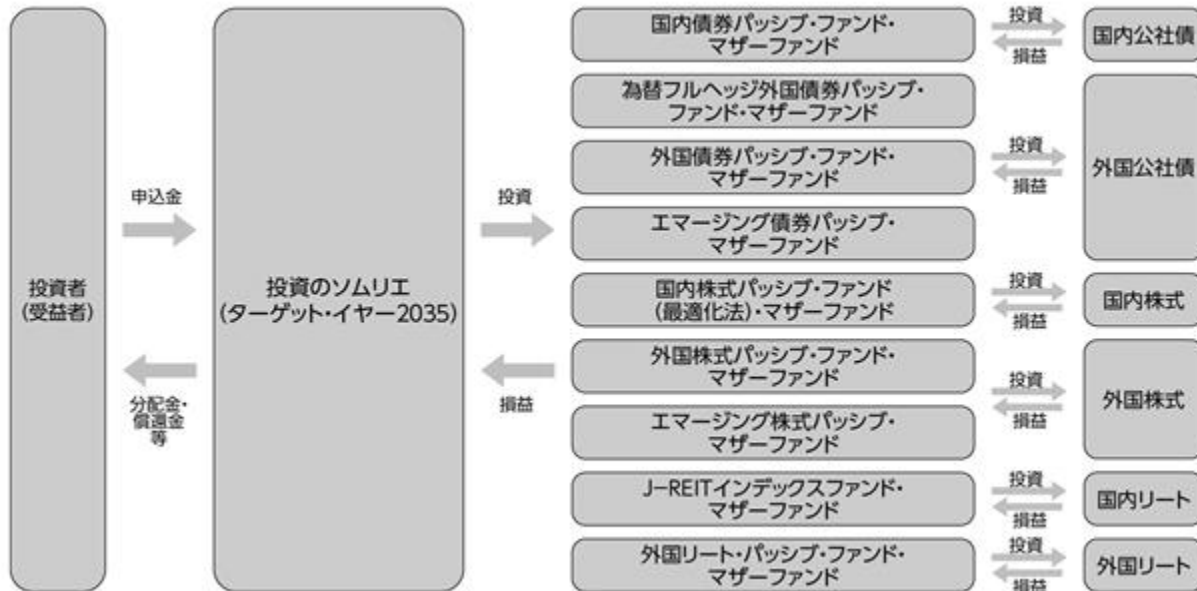 投資者
(受益者)
申込金
分配金・
償還金
等
投資のソムリエ
(ターゲット・イヤー2035)
投資
損益
国内債券パッシブ・ファンド・
マザーファンド
投資
損益
国内公社債
為替フルヘッジ外国債券パッシブ・
ファンド・マザーファンド
外国債券パッシブ・ファンド・
マザーファンド
エマージング債券パッシブ・
マザーファンド
投資
損益
外国公社債
国内株式パッシブ・ファンド
(最適化法)・マザーファンド
投資
損益
国内株式
外国株式パッシブ・ファンド・
マザーファンド
エマージング株式パッシブ・
マザーファンド
投資
損益
外国株式
J-REITインデックスファンド・
マザーファンド
投資
損益
国内リート
外国リート・パッシブ・ファンド・
マザーファンド
投資
損益
外国リート